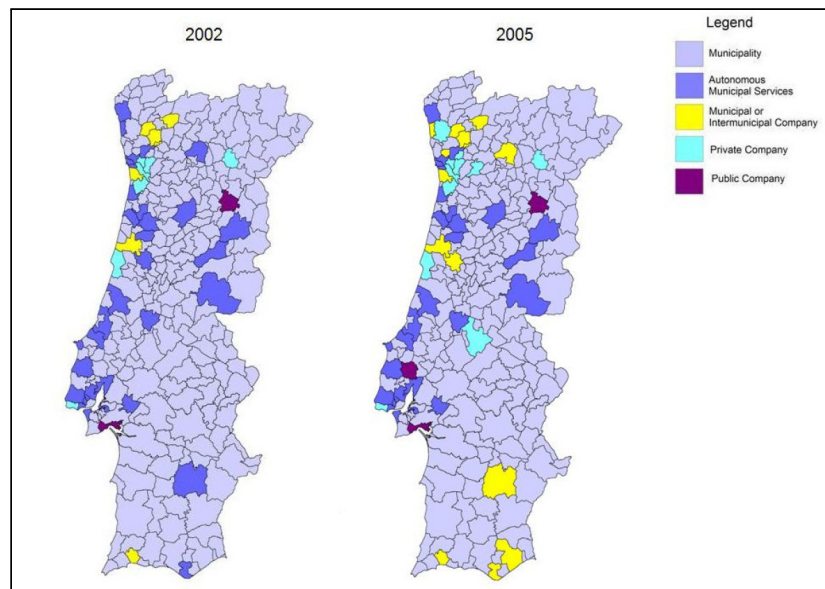 2002
2005
Legend
Municipality
Autonomous
Municipal Services
Municipal or
Intermunicipal Company
Private Company
Public Company